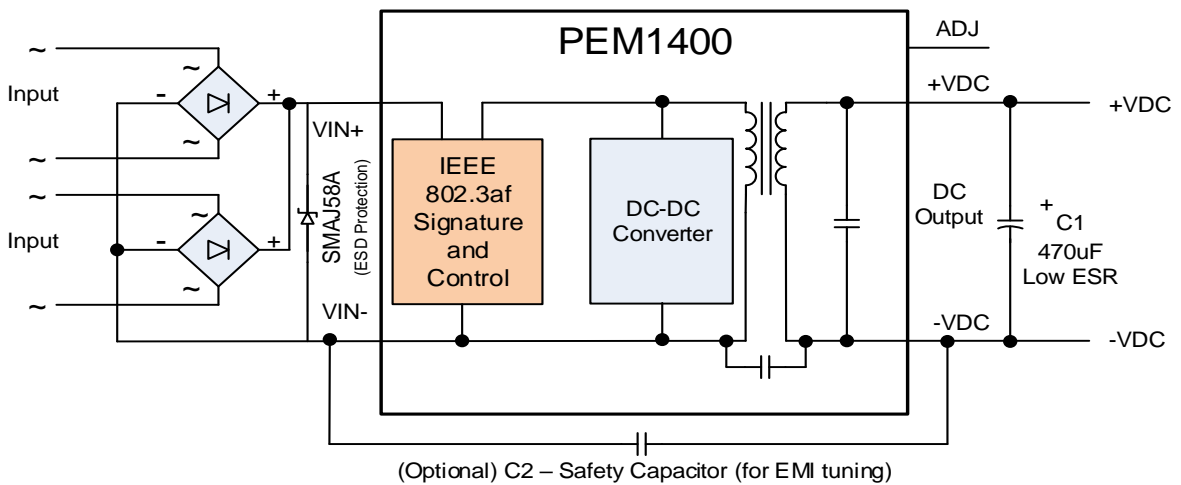 PEM1400
ADJ
~
Input
~
~
-
+
~
VIN+
+VDC
+VDC
IEEE
802.3af
Signature
and
Control
SMAJ58A
(ESD Protection)
DC-DC
Converter
DC
Output
+
C1
470uF
Low ESR
~
Input
~
~
-
+
~
VIN-
-VDC
-VDC
(Optional) C2 – Safety Capacitor (for EMI tuning)